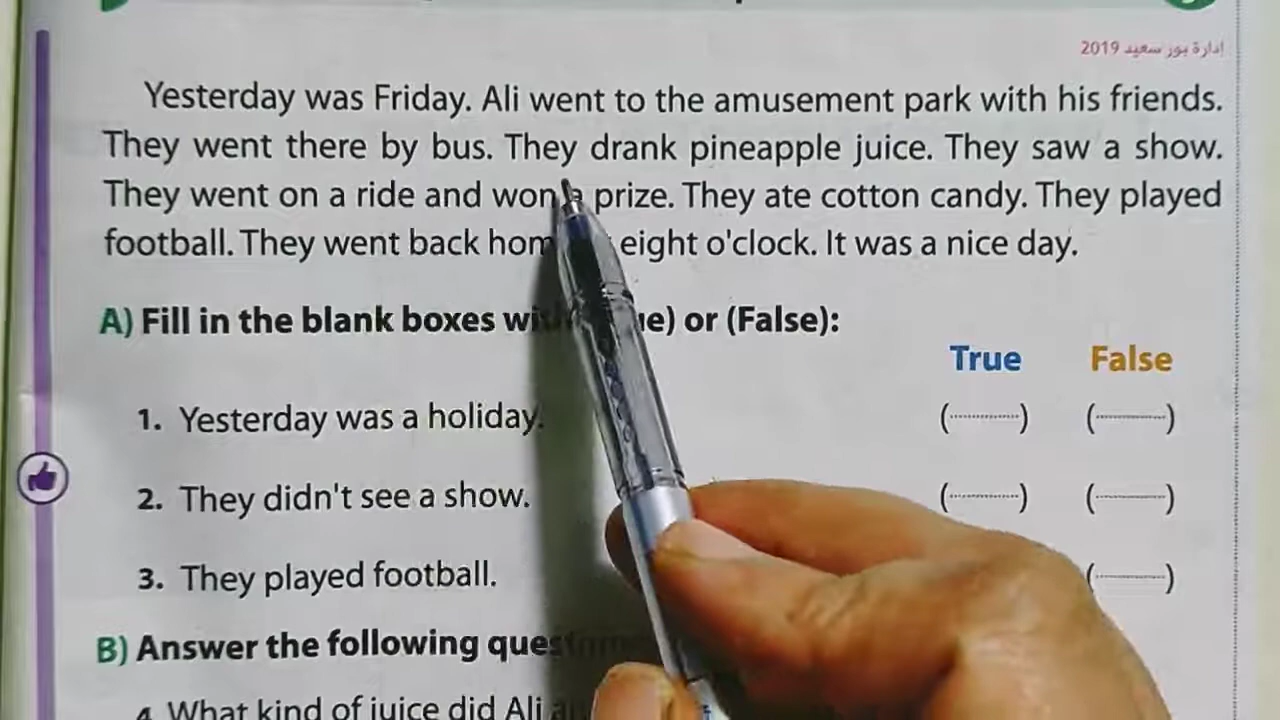 إدارة بور سعيد 2019
Yesterday was Friday. Ali went to the amusement park with his friends.
They went there by bus. They drank pineapple juice. They saw a show.
They went on a ride and won a prize. They ate cotton candy. They played
football. They went back hom eight o'clock. It was a nice day.
A) Fill in the blank boxes wi ue) or (False):
True False
1. Yesterday was a holiday. (............) (............)
2. They didn't see a show. (............) (............)
3. They played football. (............)
B) Answer the following questions
4. What kind of juice did Ali